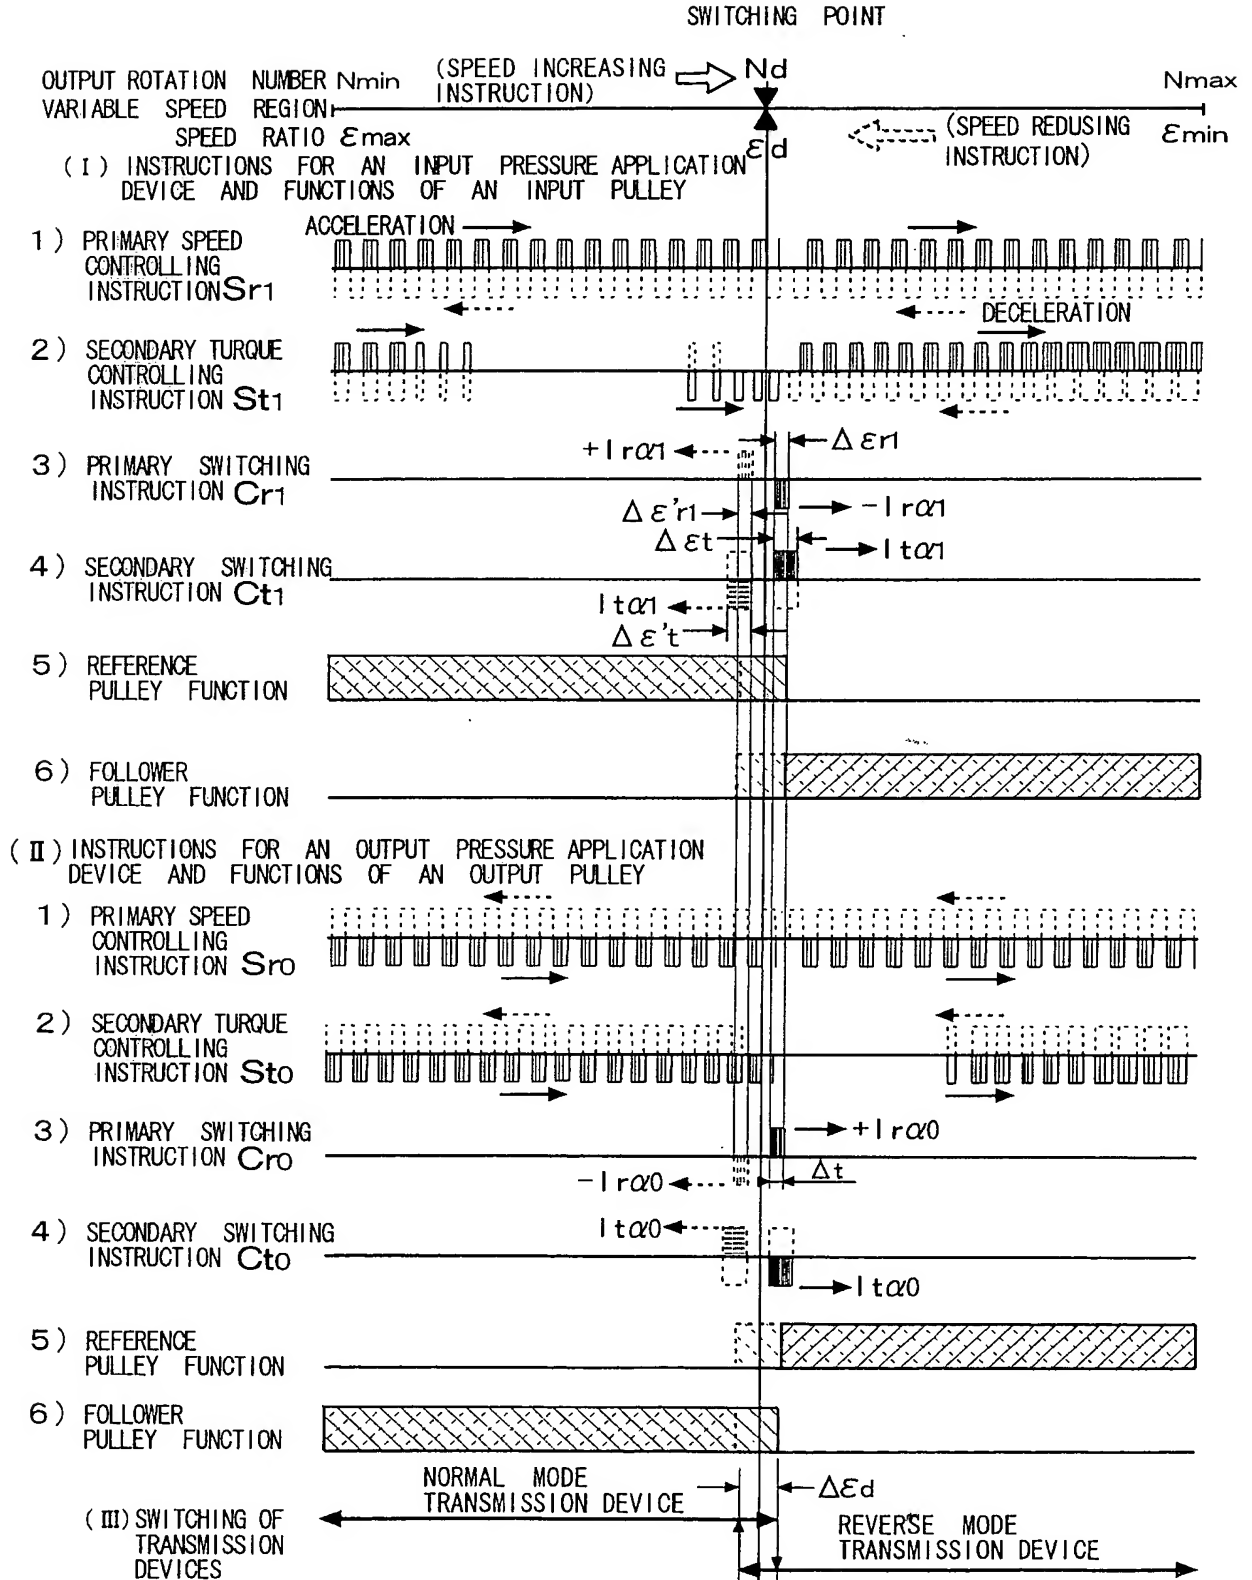 SWITCHING POINT
OUTPUT ROTATION NUMBER Nmin (SPEED INCREASING INSTRUCTION) Nd Nmax
VARIABLE SPEED REGION
SPEED RATIO εmax εd (SPEED REDUSING INSTRUCTION) εmin
(I) INSTRUCTIONS FOR AN INPUT PRESSURE APPLICATION
DEVICE AND FUNCTIONS OF AN INPUT PULLEY
ACCELERATION
1) PRIMARY SPEED
CONTROLLING
INSTRUCTION Sr1
DECELERATION
2) SECONDARY TURQUE
CONTROLLING
INSTRUCTION St1
+Irα1 Δεr1
3) PRIMARY SWITCHING
INSTRUCTION Cr1
-Irα1
Δε'r1
Δεt Itα1
4) SECONDARY SWITCHING
INSTRUCTION Ct1
Itα1
Δε't
5) REFERENCE
PULLEY FUNCTION
6) FOLLOWER
PULLEY FUNCTION
(II) INSTRUCTIONS FOR AN OUTPUT PRESSURE APPLICATION
DEVICE AND FUNCTIONS OF AN OUTPUT PULLEY
1) PRIMARY SPEED
CONTROLLING
INSTRUCTION Sr0
2) SECONDARY TURQUE
CONTROLLING
INSTRUCTION St0
3) PRIMARY SWITCHING
INSTRUCTION Cr0
+Irα0
-Irα0 Δt
4) SECONDARY SWITCHING
INSTRUCTION Ct0
Itα0
Itα0
5) REFERENCE
PULLEY FUNCTION
6) FOLLOWER
PULLEY FUNCTION
NORMAL MODE
TRANSMISSION DEVICE
Δεd
(III) SWITCHING OF
TRANSMISSION
DEVICES
REVERSE MODE
TRANSMISSION DEVICE